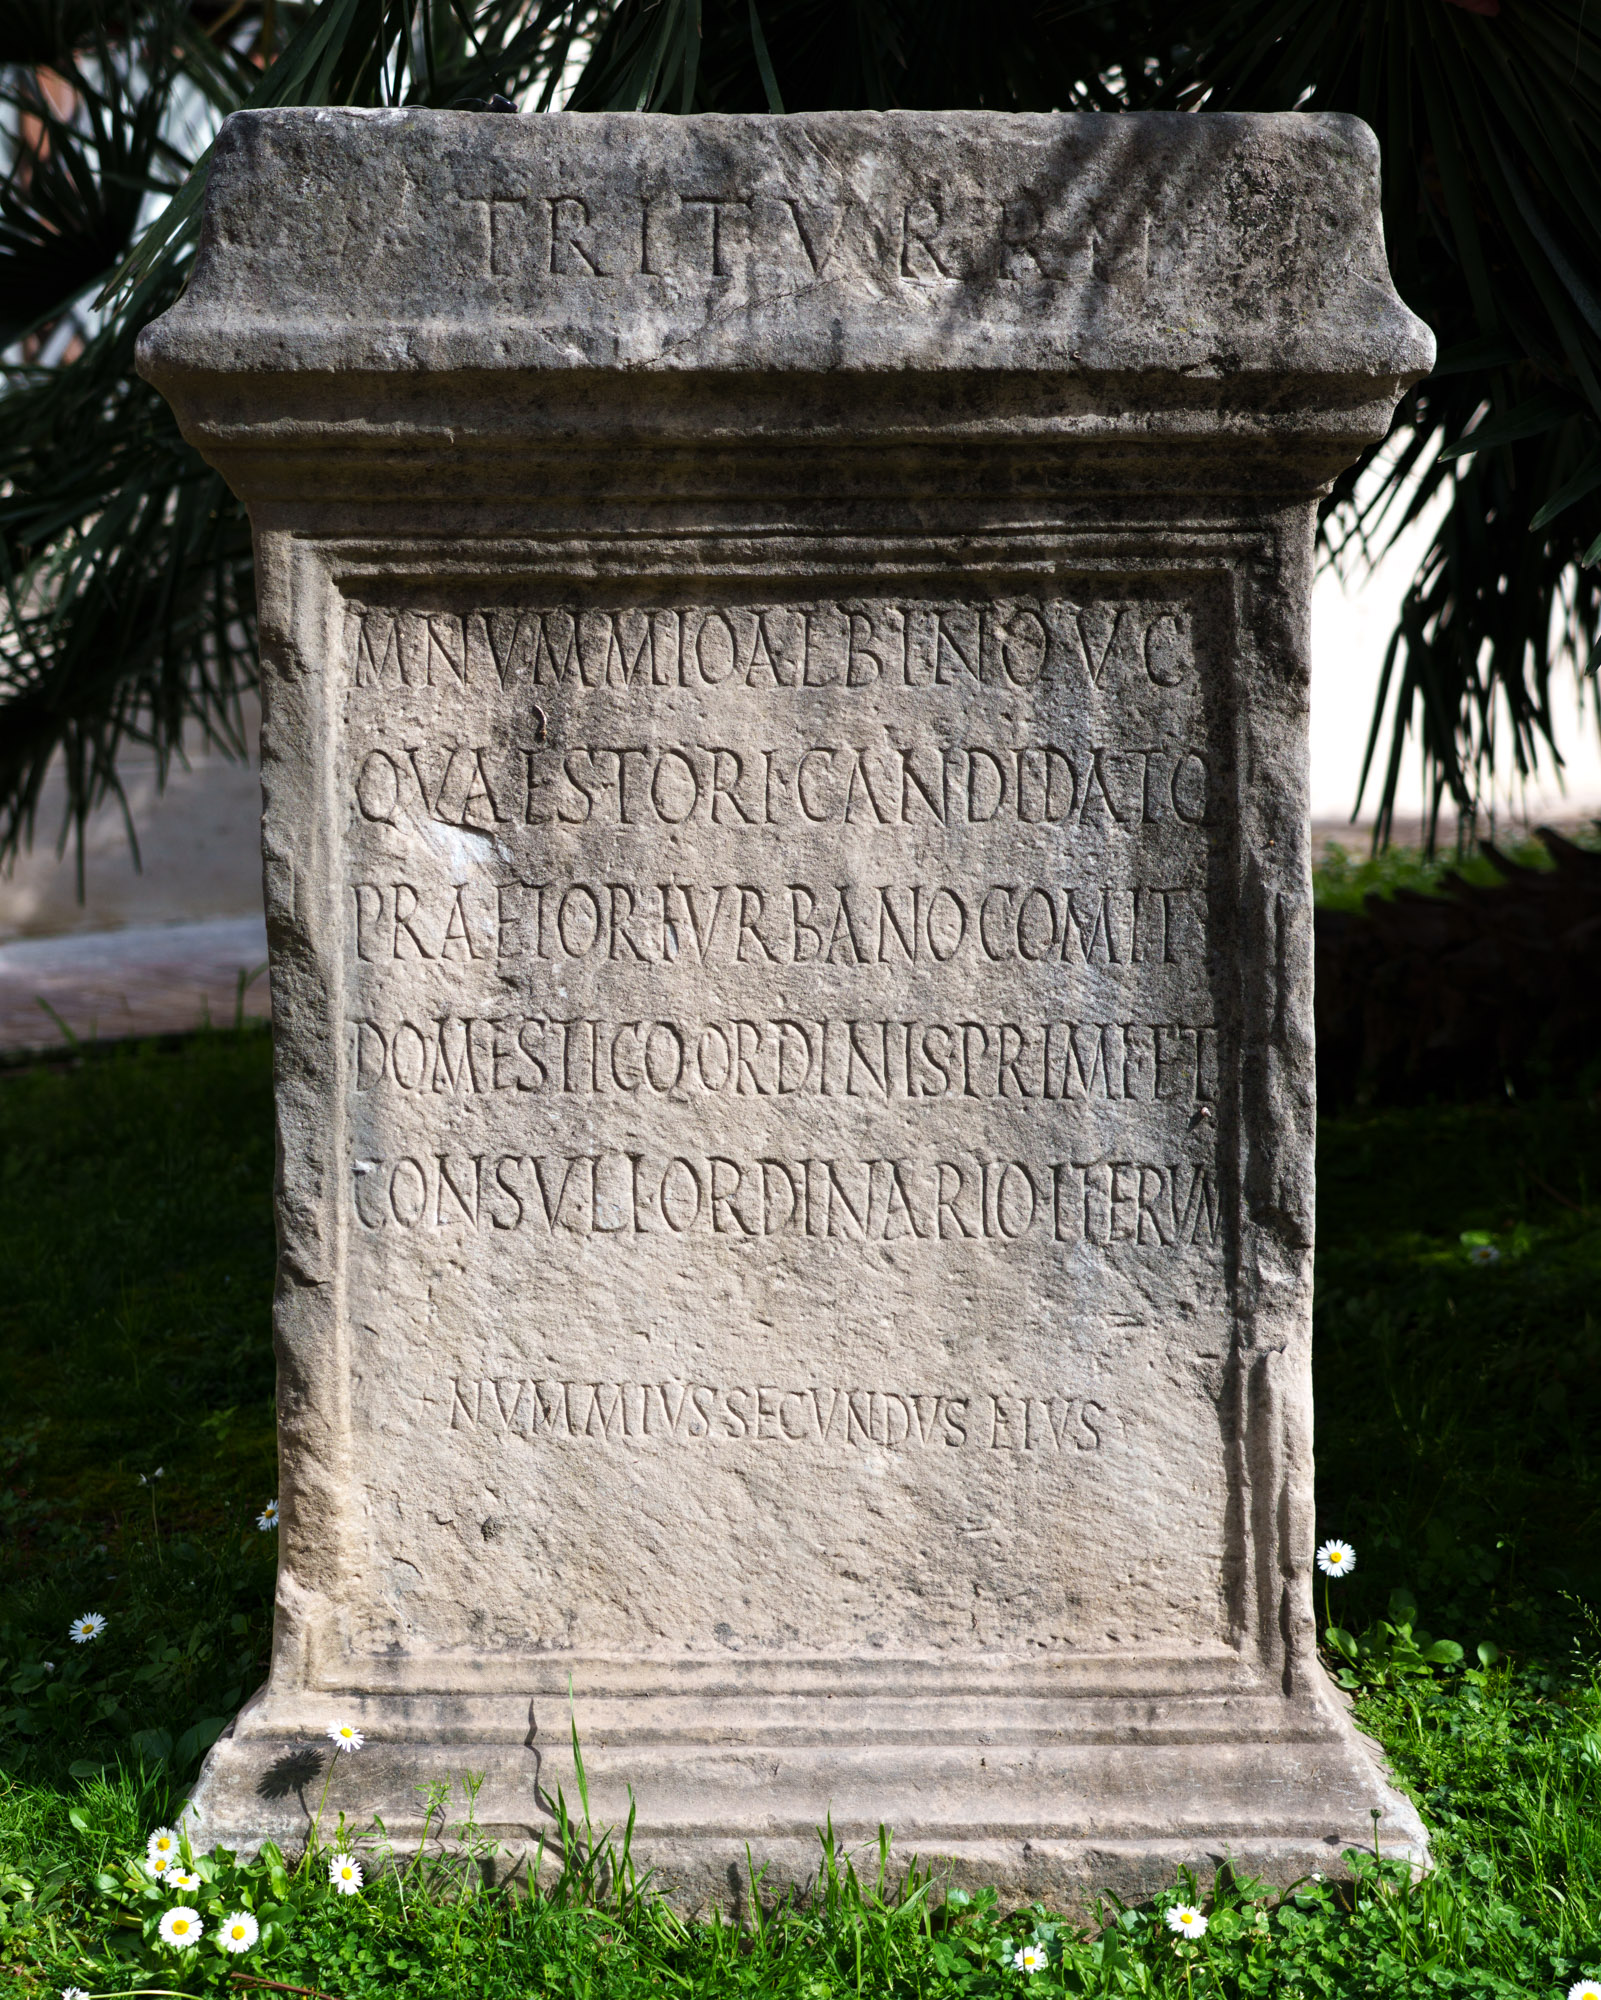 TRITVRRII
M·NVMMIO ALBINO V·C
QVAESTORI·CANDIDATO
PRAETORI VRBANO COMITI
DOMESTICO ORDINIS PRIMI ET
CONSVLI·ORDINARIO·ITERVM
NVMMIVS SECVNDVS EIVS